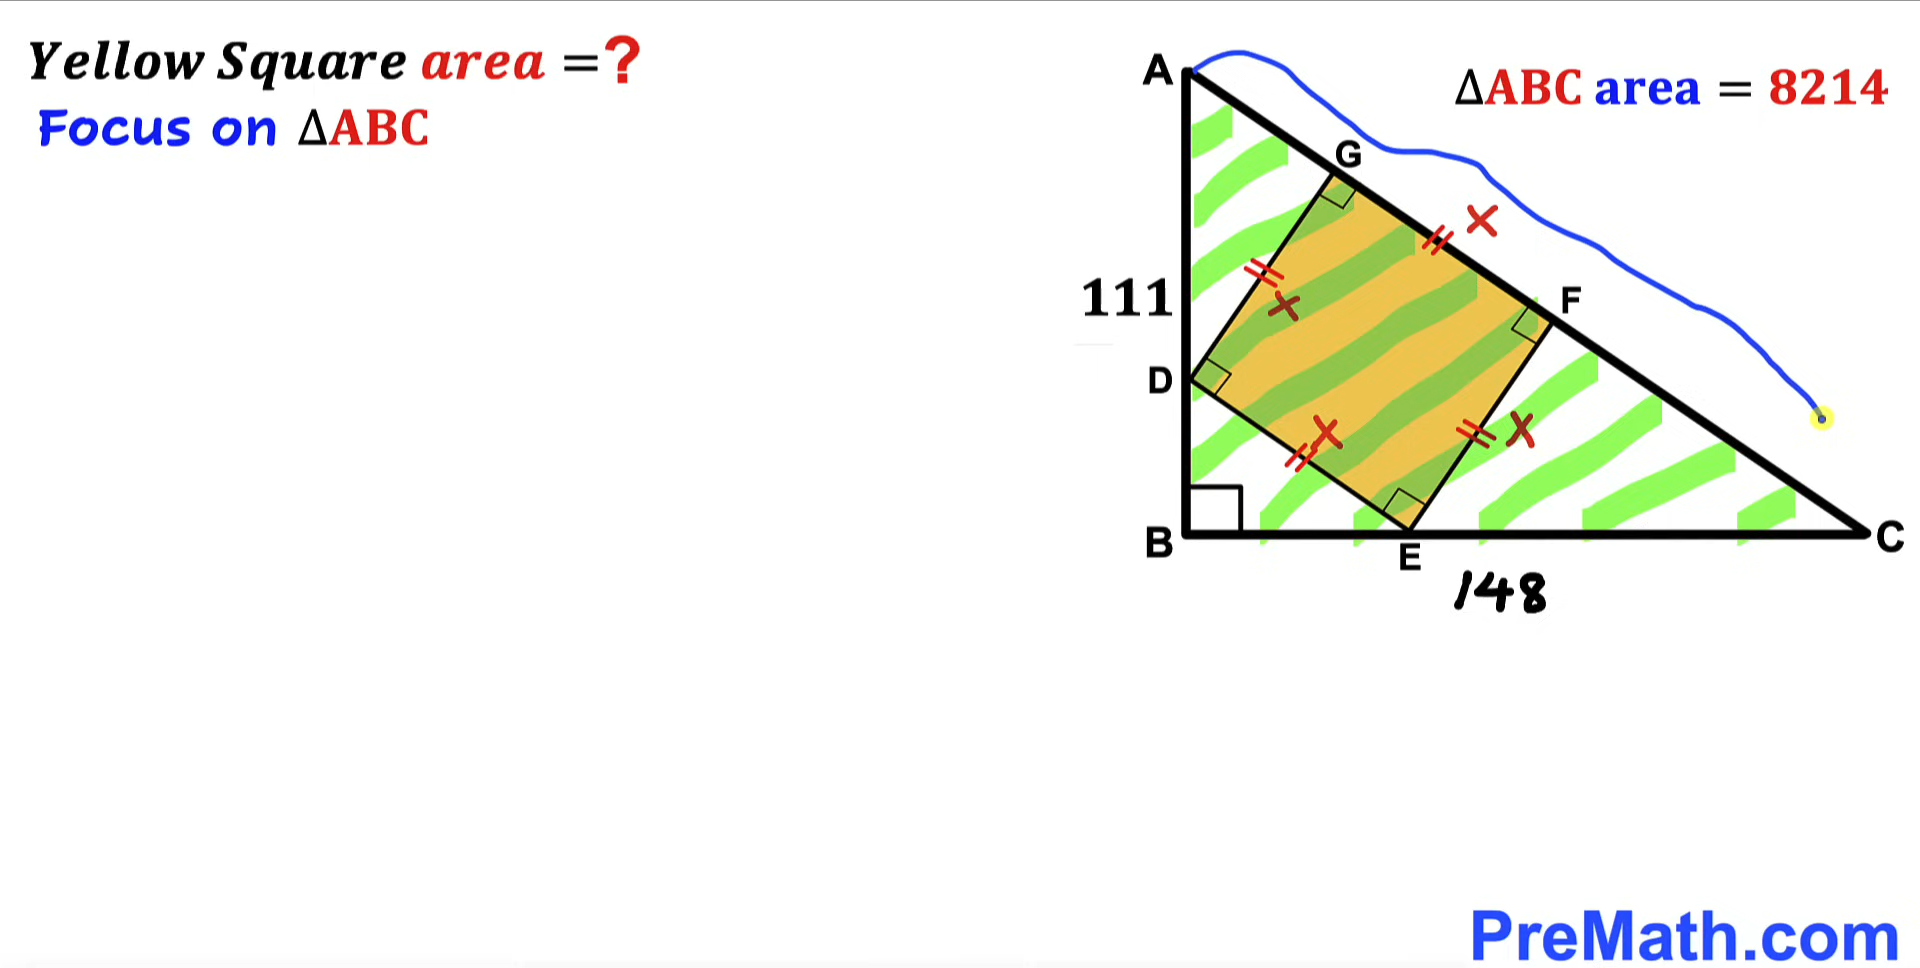 Yellow Square area =?
Focus on ΔABC
A
ΔABC area = 8214
G
X
F
111
X
D
X
X
B
E
C
148
PreMath.com